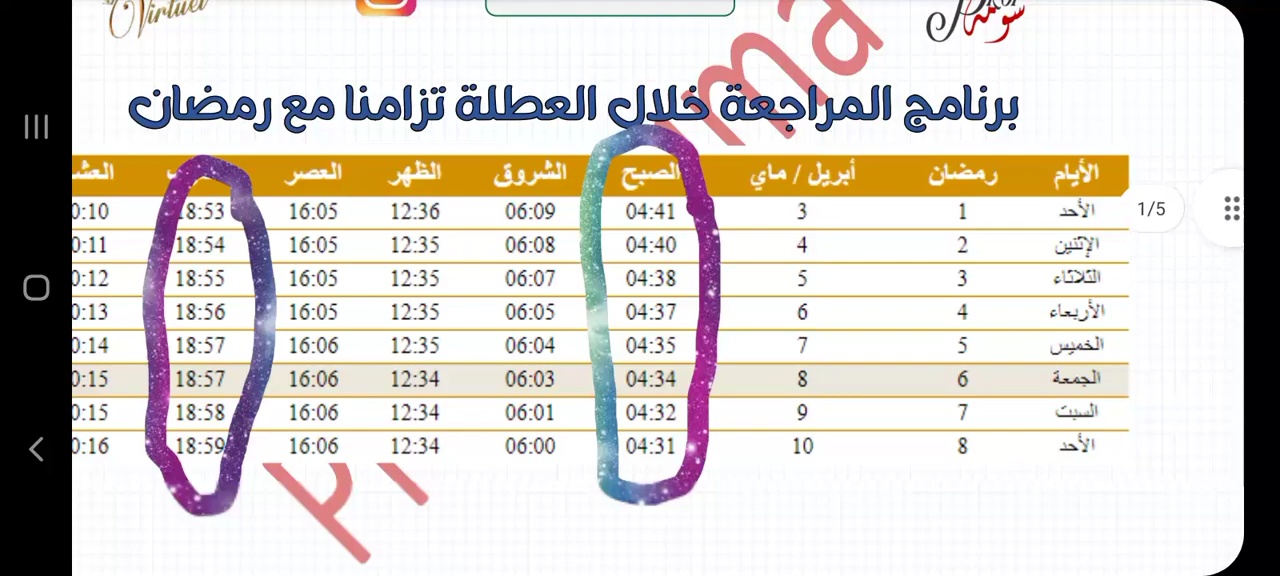 Virtuel
سومة
برنامج المراجعة خلال العطلة تزامنا مع رمضان
الأيام رمضان أبريل / ماي الصبح الشروق الظهر العصر العش
الأحد 1 3 04:41 06:09 12:36 16:05 18:53 0:10
الإثنين 2 4 04:40 06:08 12:35 16:05 18:54 0:11
الثلاثاء 3 5 04:38 06:07 12:35 16:05 18:55 0:12
الأربعاء 4 6 04:37 06:05 12:35 16:05 18:56 0:13
الخميس 5 7 04:35 06:04 12:35 16:06 18:57 0:14
الجمعة 6 8 04:34 06:03 12:34 16:06 18:57 0:15
السبت 7 9 04:32 06:01 12:34 16:06 18:58 0:15
الأحد 8 10 04:31 06:00 12:34 16:06 18:59 0:16
1/5